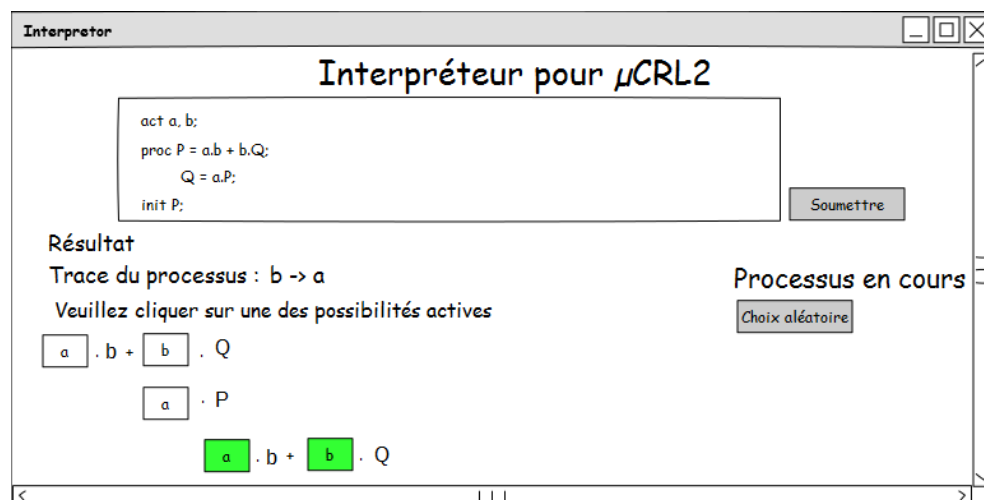 Interpretor
Interpréteur pour µCRL2
act a, b;
proc P = a.b + b.Q;
Q = a.P;
init P;
Soumettre
Résultat
Trace du processus : b -> a
Processus en cours
Veuillez cliquer sur une des possibilités actives
Choix aléatoire
a . b + b . Q
a . P
a . b + b . Q